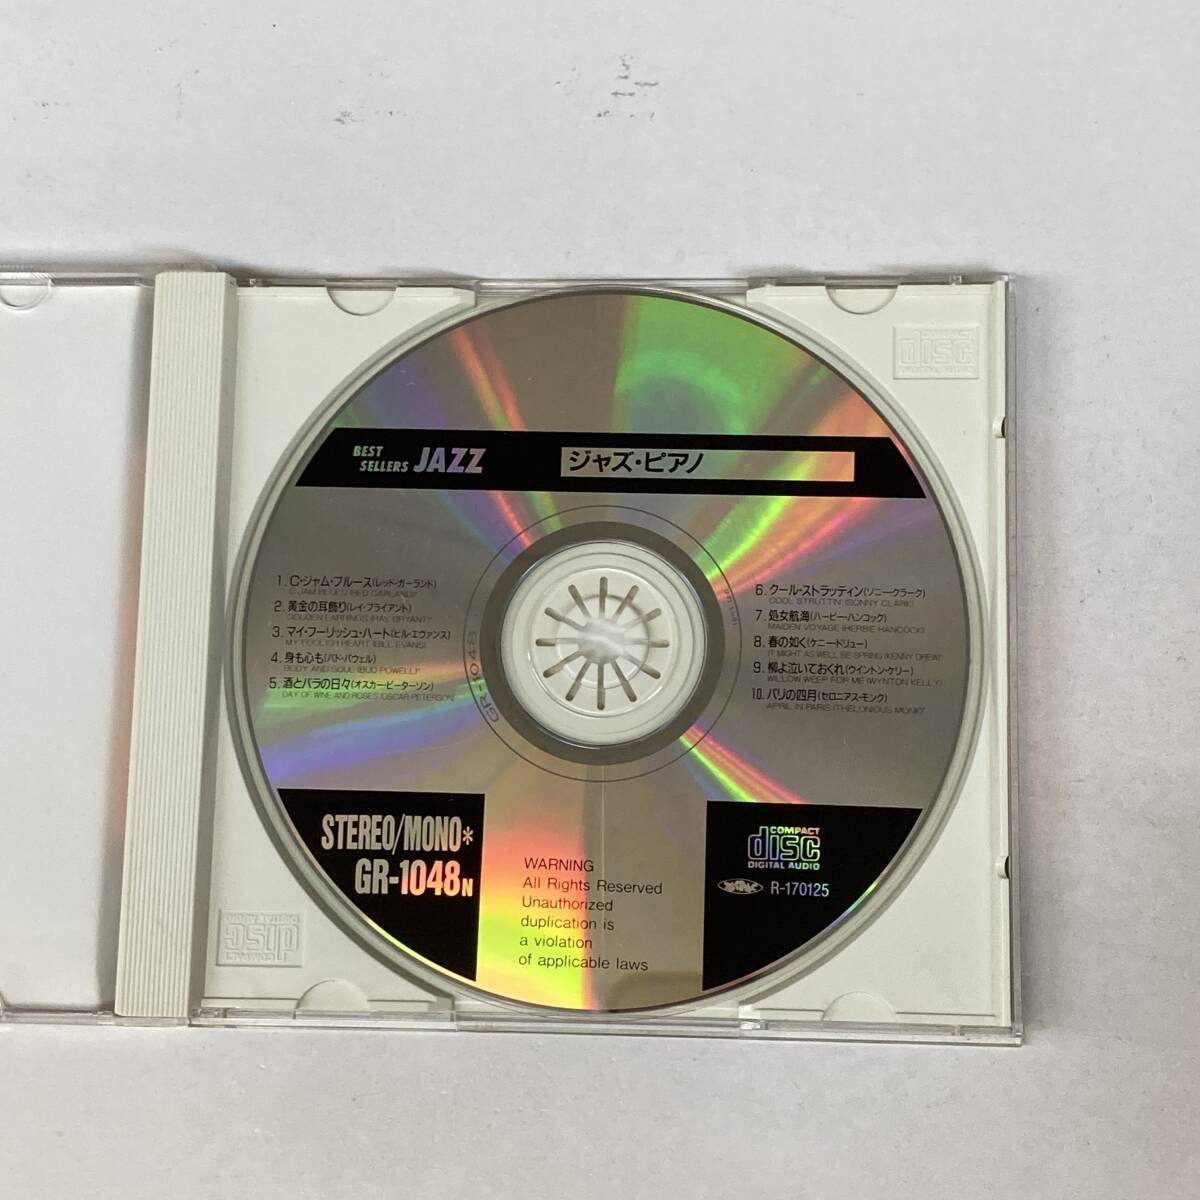 BEST
SELLERS JAZZ
ジャズ・ピアノ
1. C・ジャム・ブルース(レッド・ガーランド)
C JAM BLUES (RED GARLAND)
2. 黄金の耳飾り(レイ・ブライアント)
GOLDEN EARRINGS (RAY BRYANT)
3. マイ・フーリッシュ・ハート(ビル・エヴァンス)
MY FOOLISH HEART (BILL EVANS)
4. 身も心も(バド・パウェル)
BODY AND SOUL (BUD POWELL)*
5. 酒とバラの日々(オスカー・ピーターソン)
DAY OF WINE AND ROSES (OSCAR PETERSON)
6. クール・ストラッティン(ソニー・クラーク)
COOL STRUTTIN' (SONNY CLARK)
7. 処女航海(ハービー・ハンコック)
MAIDEN VOYAGE (HERBIE HANCOCK)
8. 春の如く(ケニー・ドリュー)
IT MIGHT AS WELL BE SPRING (KENNY DREW)
9. 柳よ泣いておくれ(ウイントン・ケリー)
WILLOW WEEP FOR ME (WYNTON KELLY)
10. パリの四月(セロニアス・モンク)
APRIL IN PARIS (THELONIOUS MONK)*
GR-1048
STEREO/MONO*
GR-1048N
WARNING
All Rights Reserved
Unauthorized
duplication is
a violation
of applicable laws
COMPACT
disc
DIGITAL AUDIO
R-170125
COMPACT
disc
DIGITAL AUDIO
COMPACT
disc
DIGITAL AUDIO